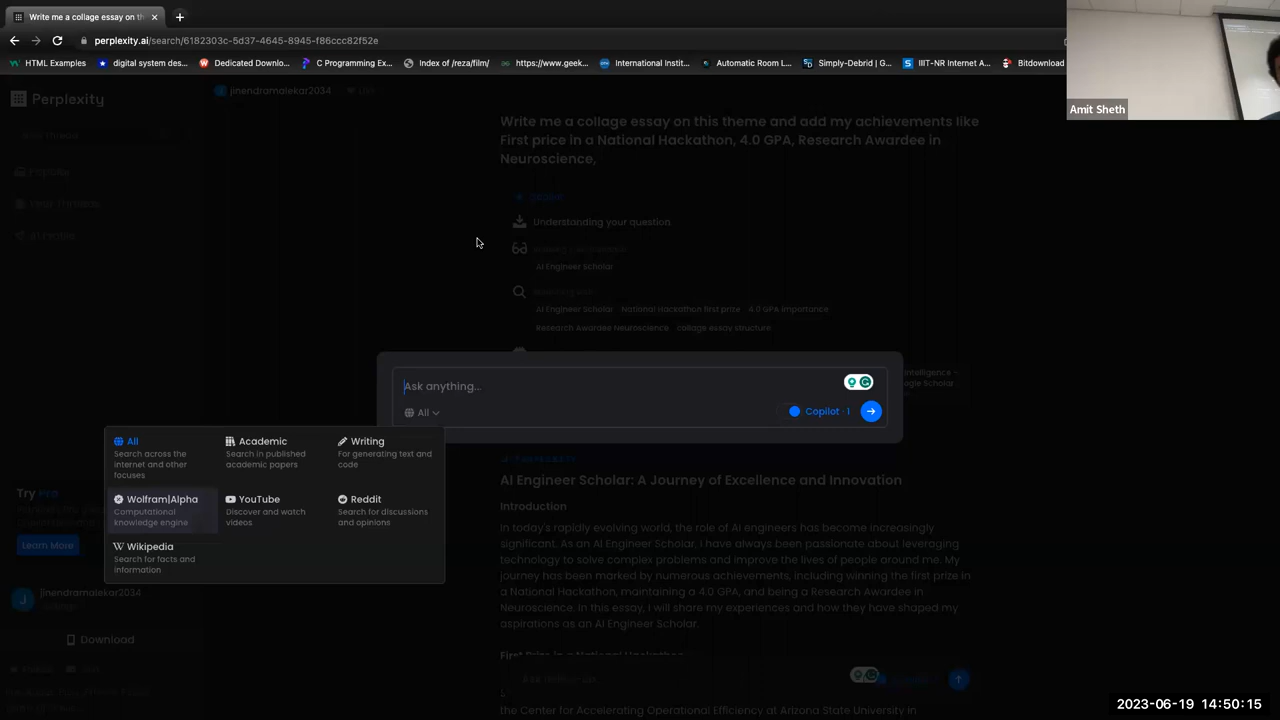 Write me a collage essay on th
perplexity.ai/search/6182303c-5d37-4645-8945-f86ccc82f52e
HTML Examples
digital system des...
Dedicated Downlo...
C Programming Ex...
Index of /reza/film/
https://www.geek...
International Instit...
Automatic Room L...
Simply-Debrid | G...
IIIT-NR Internet A...
Bitdownload
Amit Sheth
Perplexity
jinendramalekar2034
Write me a collage essay on this theme and add my achievements like
First price in a National Hackathon, 4.0 GPA, Research Awardee in
Neuroscience,
Understanding your question
AI Engineer Scholar
AI Engineer Scholar
National Hackathon first prize
4.0 GPA importance
Research Awardee Neuroscience
collage essay structure
Ask anything...
All
Copilot · 1
All
Search across the
internet and other
focuses
Academic
Search in published
academic papers
Writing
For generating text and
code
Wolfram|Alpha
Computational
knowledge engine
YouTube
Discover and watch
videos
Reddit
Search for discussions
and opinions
Wikipedia
Search for facts and
information
AI Engineer Scholar: A Journey of Excellence and Innovation
Introduction
In today's rapidly evolving world, the role of AI engineers has become increasingly
significant. As an AI Engineer Scholar, I have always been passionate about leveraging
technology to solve complex problems and improve the lives of people around me. My
journey has been marked by numerous achievements, including winning the first prize in
a National Hackathon, maintaining a 4.0 GPA, and being a Research Awardee in
Neuroscience. In this essay, I will share my experiences and how they have shaped my
aspirations as an AI Engineer Scholar.
First Prize in a National Hackathon
the Center for Accelerating Operational Efficiency at Arizona State University in
Try Pro
Learn More
jinendramalekar2034
Download
2023-06-19 14:50:15